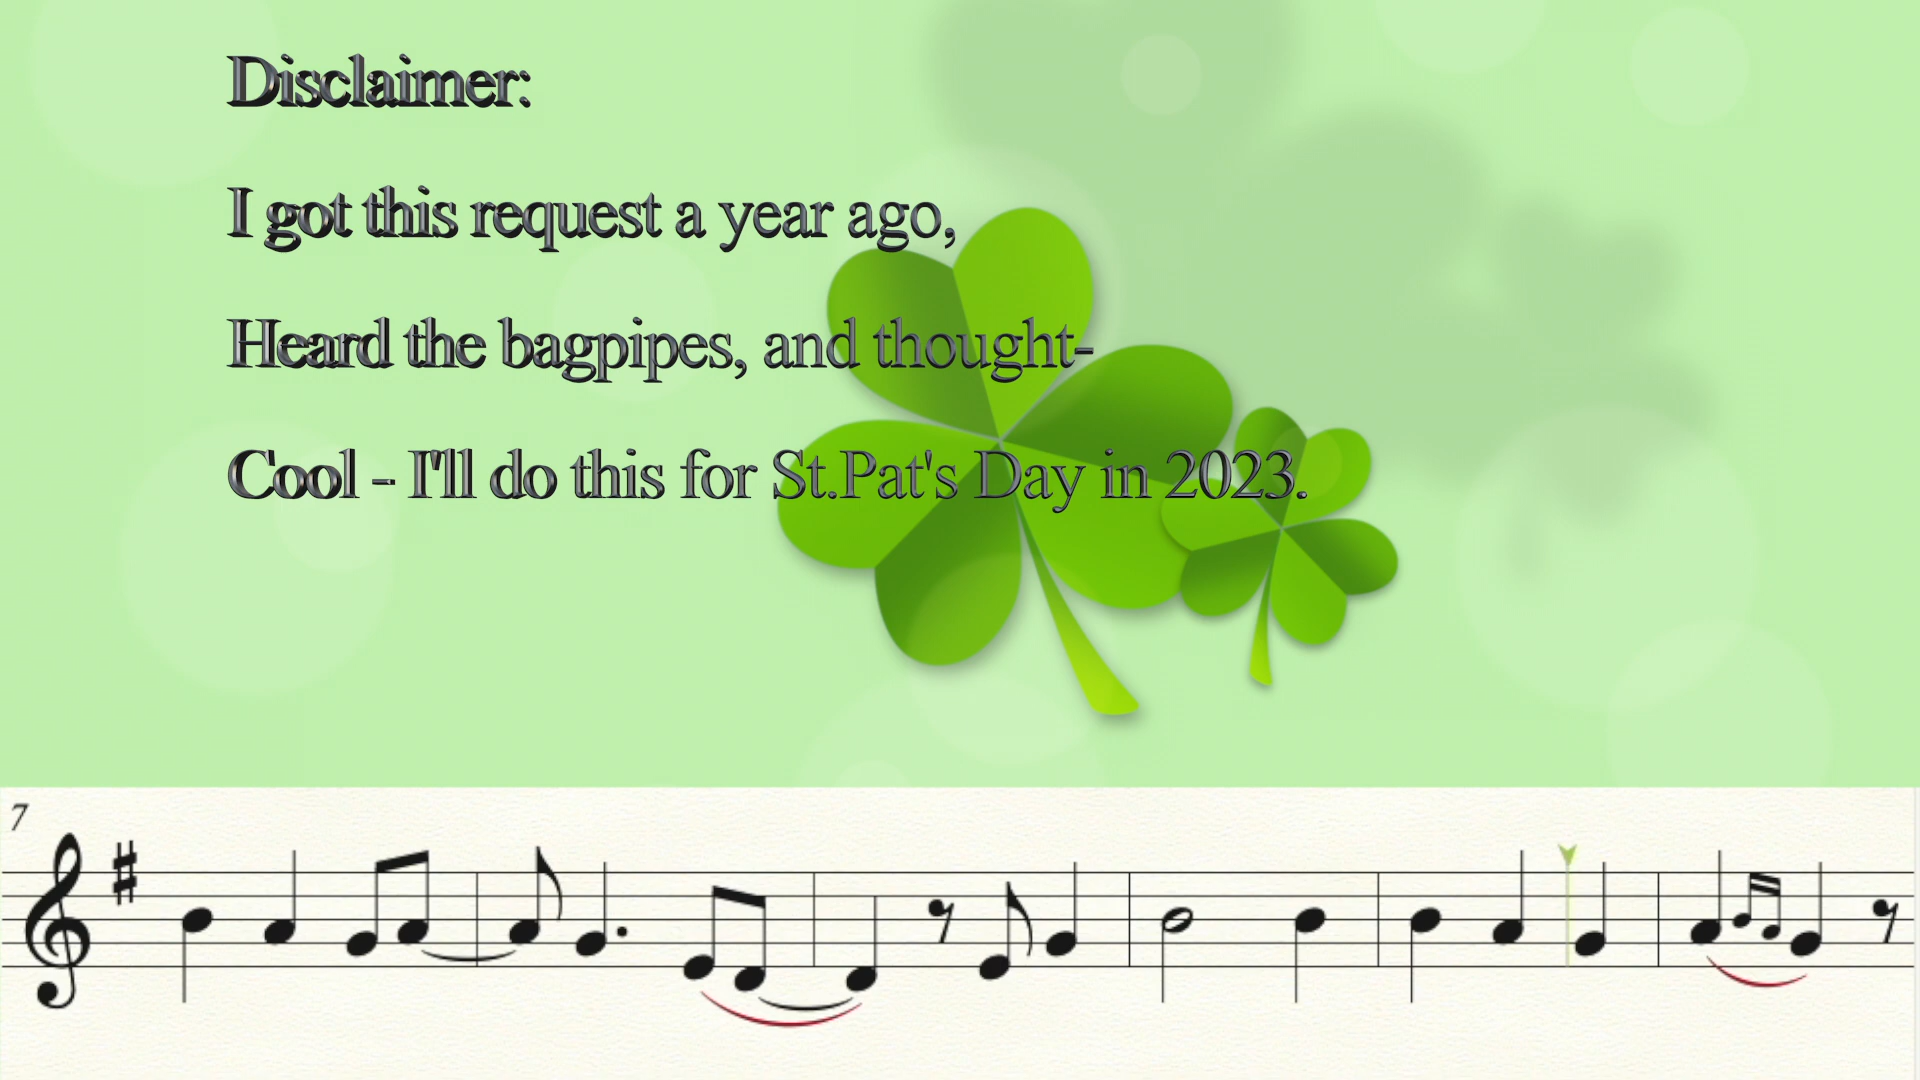 Disclaimer:
I got this request a year ago,
Heard the bagpipes, and thought-
Cool - I'll do this for St.Pat's Day in 2023.
7